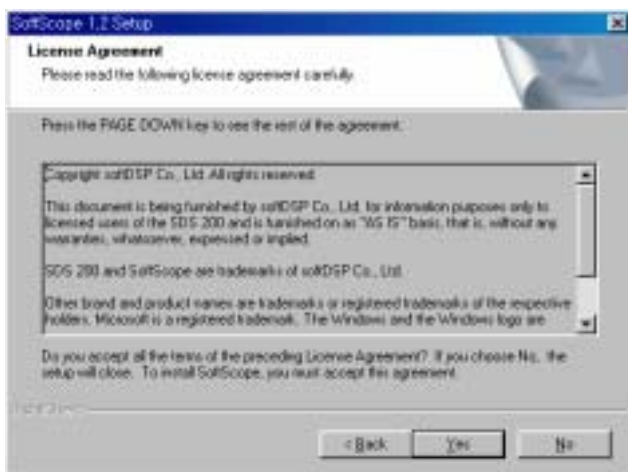 SoftScope 1.2 Setup
License Agreement
Please read the following license agreement carefully.
Press the PAGE DOWN key to see the rest of the agreement.
Copyright softDSP Co., Ltd. All rights reserved
This document is being furnished by softDSP Co., Ltd. for information purposes only to
licensed users of the SDS 200 and is furnished on as "AS IS" basis, that is, without any
warranties, whatsoever, expressed or implied.
SDS 200 and SoftScope are trademarks of softDSP Co., Ltd.
Other brand and product names are trademarks or registered trademarks of the respective
holders. Microsoft is a registered trademark. The Windows and the Windows logo are
Do you accept all the terms of the preceding License Agreement? If you choose No, the
setup will close. To install SoftScope, you must accept this agreement.
< Back
Yes
No